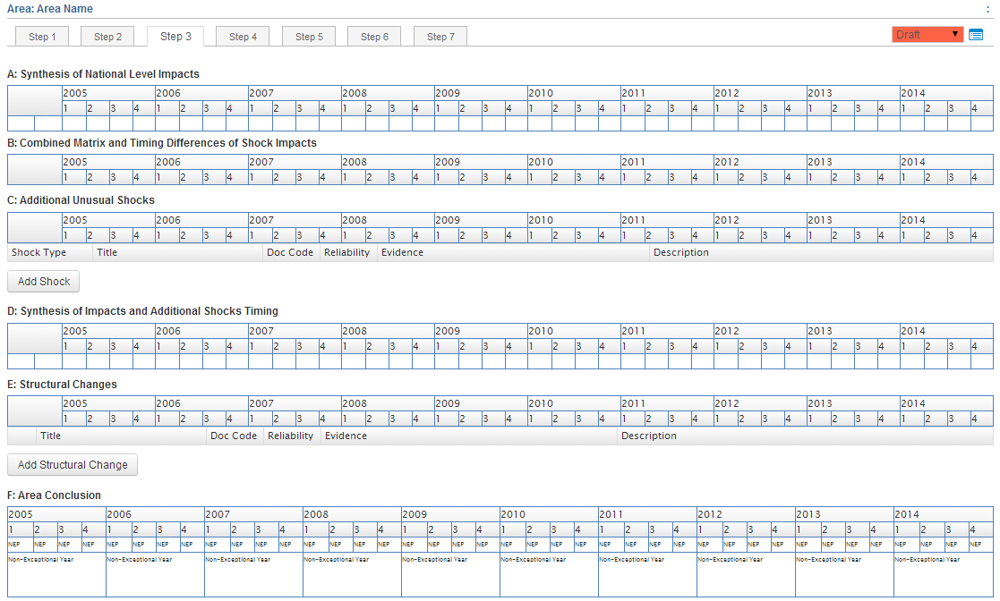 Area: Area Name :
Step 1 Step 2 Step 3 Step 4 Step 5 Step 6 Step 7 Draft
A: Synthesis of National Level Impacts
2005 2006 2007 2008 2009 2010 2011 2012 2013 2014
1 2 3 4 1 2 3 4 1 2 3 4 1 2 3 4 1 2 3 4 1 2 3 4 1 2 3 4 1 2 3 4 1 2 3 4 1 2 3 4
B: Combined Matrix and Timing Differences of Shock Impacts
2005 2006 2007 2008 2009 2010 2011 2012 2013 2014
1 2 3 4 1 2 3 4 1 2 3 4 1 2 3 4 1 2 3 4 1 2 3 4 1 2 3 4 1 2 3 4 1 2 3 4 1 2 3 4
C: Additional Unusual Shocks
2005 2006 2007 2008 2009 2010 2011 2012 2013 2014
1 2 3 4 1 2 3 4 1 2 3 4 1 2 3 4 1 2 3 4 1 2 3 4 1 2 3 4 1 2 3 4 1 2 3 4 1 2 3 4
Shock Type Title Doc Code Reliability Evidence Description
Add Shock
D: Synthesis of Impacts and Additional Shocks Timing
2005 2006 2007 2008 2009 2010 2011 2012 2013 2014
1 2 3 4 1 2 3 4 1 2 3 4 1 2 3 4 1 2 3 4 1 2 3 4 1 2 3 4 1 2 3 4 1 2 3 4 1 2 3 4
E: Structural Changes
2005 2006 2007 2008 2009 2010 2011 2012 2013 2014
1 2 3 4 1 2 3 4 1 2 3 4 1 2 3 4 1 2 3 4 1 2 3 4 1 2 3 4 1 2 3 4 1 2 3 4 1 2 3 4
Title Doc Code Reliability Evidence Description
Add Structural Change
F: Area Conclusion
2005 2006 2007 2008 2009 2010 2011 2012 2013 2014
1 2 3 4 1 2 3 4 1 2 3 4 1 2 3 4 1 2 3 4 1 2 3 4 1 2 3 4 1 2 3 4 1 2 3 4 1 2 3 4
NEP NEP NEP NEP NEP NEP NEP NEP NEP NEP NEP NEP NEP NEP NEP NEP NEP NEP NEP NEP NEP NEP NEP NEP NEP NEP NEP NEP NEP NEP NEP NEP NEP NEP NEP NEP NEP NEP NEP NEP
Non-Exceptional Year Non-Exceptional Year Non-Exceptional Year Non-Exceptional Year Non-Exceptional Year Non-Exceptional Year Non-Exceptional Year Non-Exceptional Year Non-Exceptional Year Non-Exceptional Year